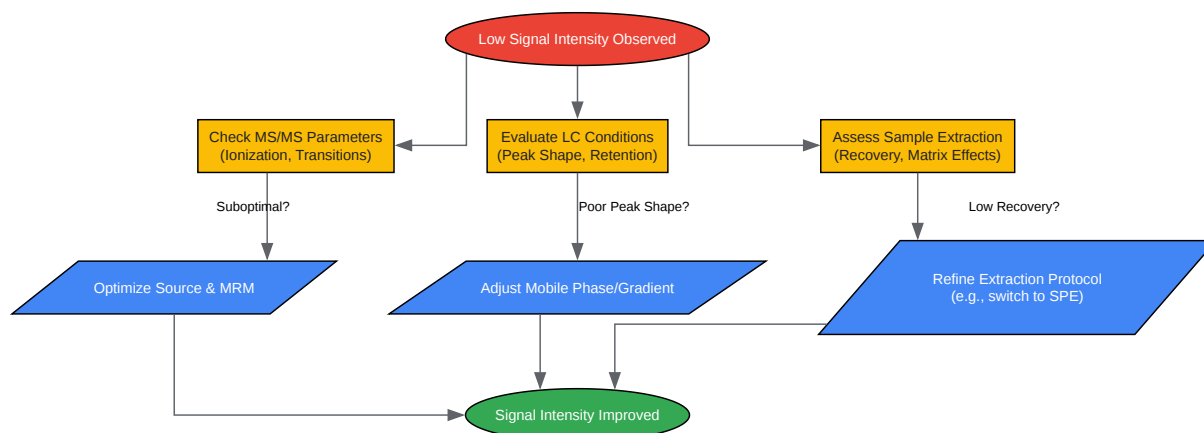 Low Signal Intensity Observed
Check MS/MS Parameters
(Ionization, Transitions)
Evaluate LC Conditions
(Peak Shape, Retention)
Assess Sample Extraction
(Recovery, Matrix Effects)
Suboptimal?
Poor Peak Shape?
Low Recovery?
Optimize Source & MRM
Adjust Mobile Phase/Gradient
Refine Extraction Protocol
(e.g., switch to SPE)
Signal Intensity Improved